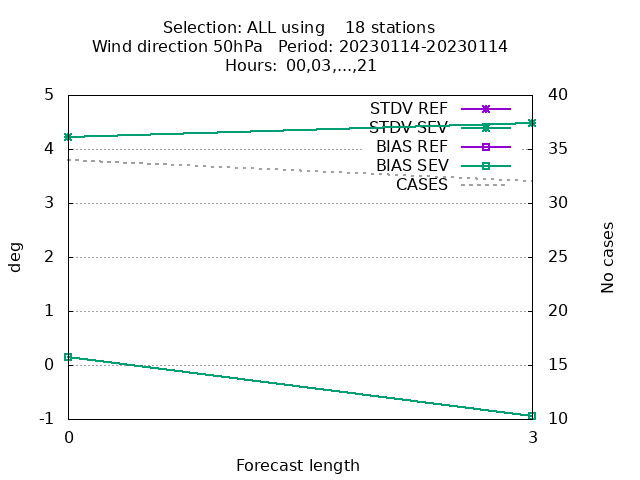 Selection: ALL using    18 stations
Wind direction 50hPa   Period: 20230114-20230114
Hours: 00,03,...,21
5
4
3
2
1
0
-1
40
35
30
25
20
15
10
STDV REF
STDV SEV
BIAS REF
BIAS SEV
CASES
deg
No cases
0
3
Forecast length